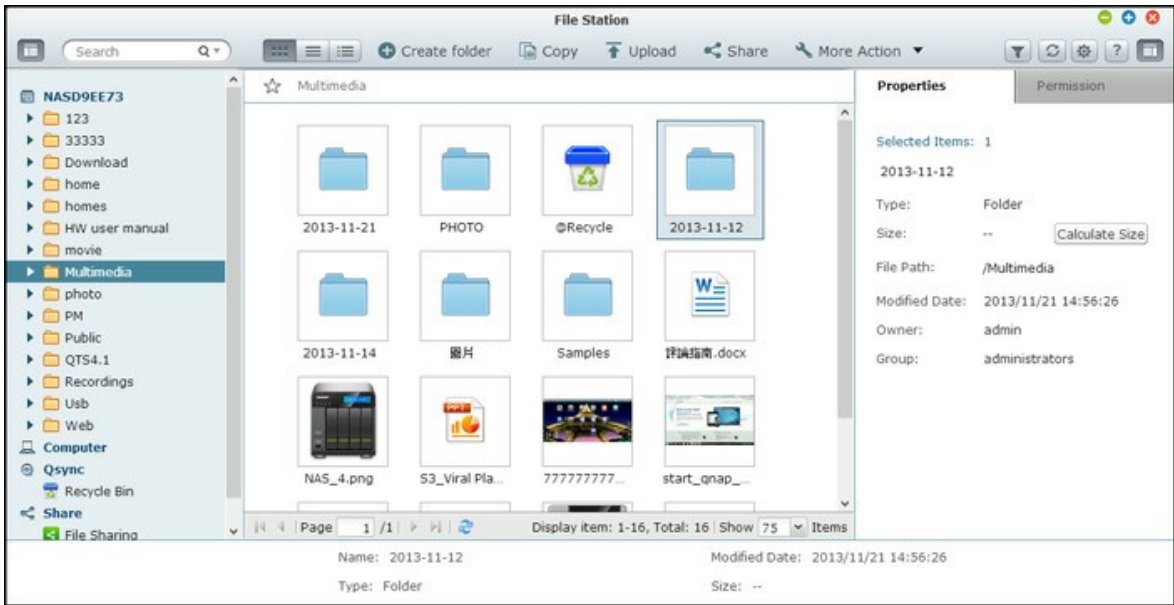 File Station
Search
Create folder
Copy
Upload
Share
More Action
?
NASD9EE73
123
33333
Download
home
homes
HW user manual
movie
Multimedia
photo
PM
Public
QTS4.1
Recordings
Usb
Web
Computer
Qsync
Recycle Bin
Share
File Sharing
Multimedia
2013-11-21 PHOTO @Recycle 2013-11-12
2013-11-14 圖片 Samples 評論指南.docx
NAS_4.png S3_Viral Pla... 777777777... start_qnap_...
Page 1 /1 Display item: 1-16, Total: 16 Show 75 Items
Properties Permission
Selected Items: 1
2013-11-12
Type: Folder
Size: -- Calculate Size
File Path: /Multimedia
Modified Date: 2013/11/21 14:56:26
Owner: admin
Group: administrators
Name: 2013-11-12 Modified Date: 2013/11/21 14:56:26
Type: Folder Size: --